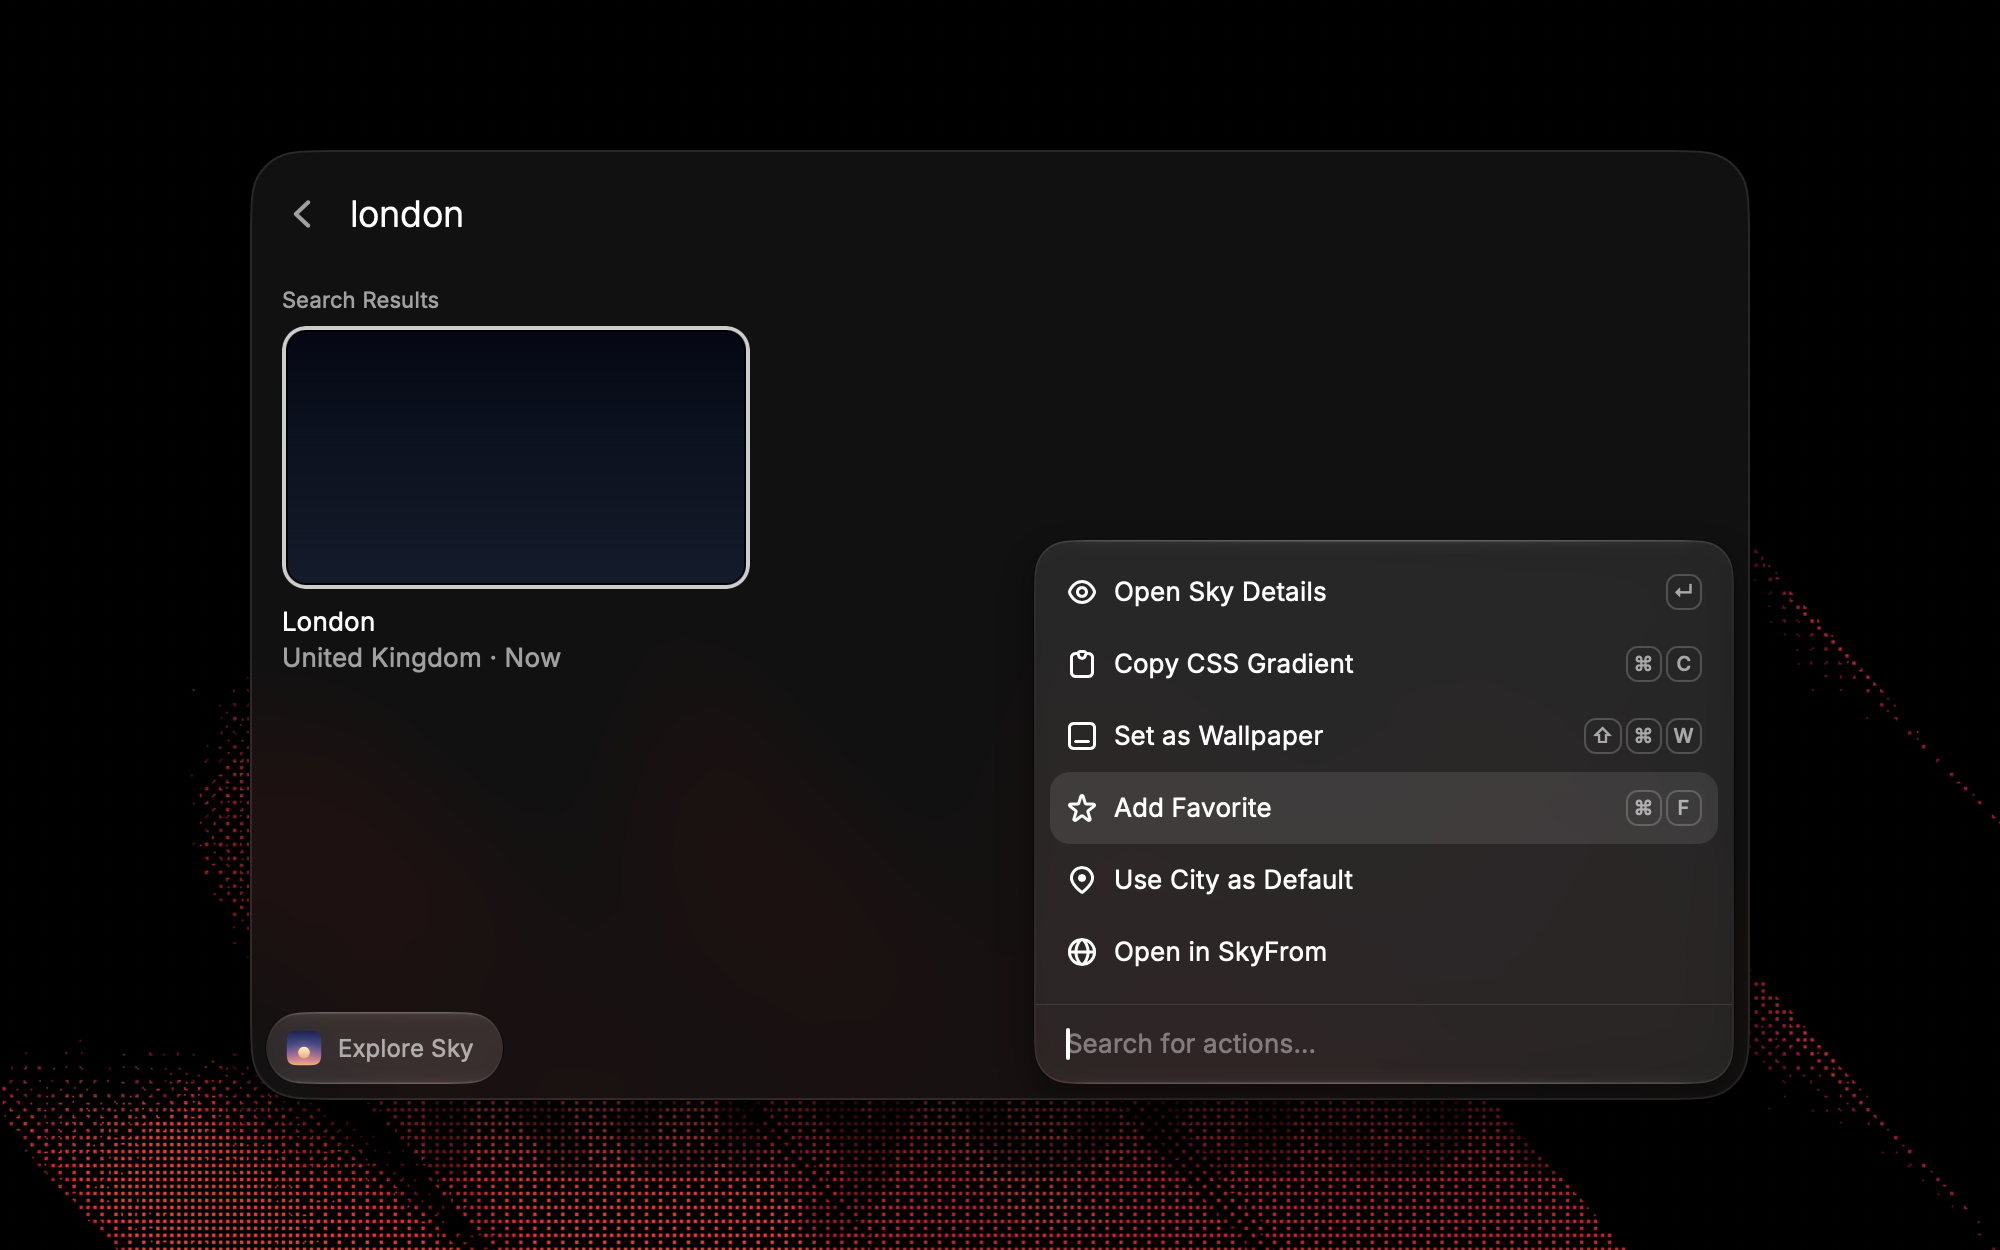 london
Search Results
London
United Kingdom · Now
Open Sky Details
Copy CSS Gradient ⌘ C
Set as Wallpaper ⇧ ⌘ W
Add Favorite ⌘ F
Use City as Default
Open in SkyFrom
Search for actions...
Explore Sky